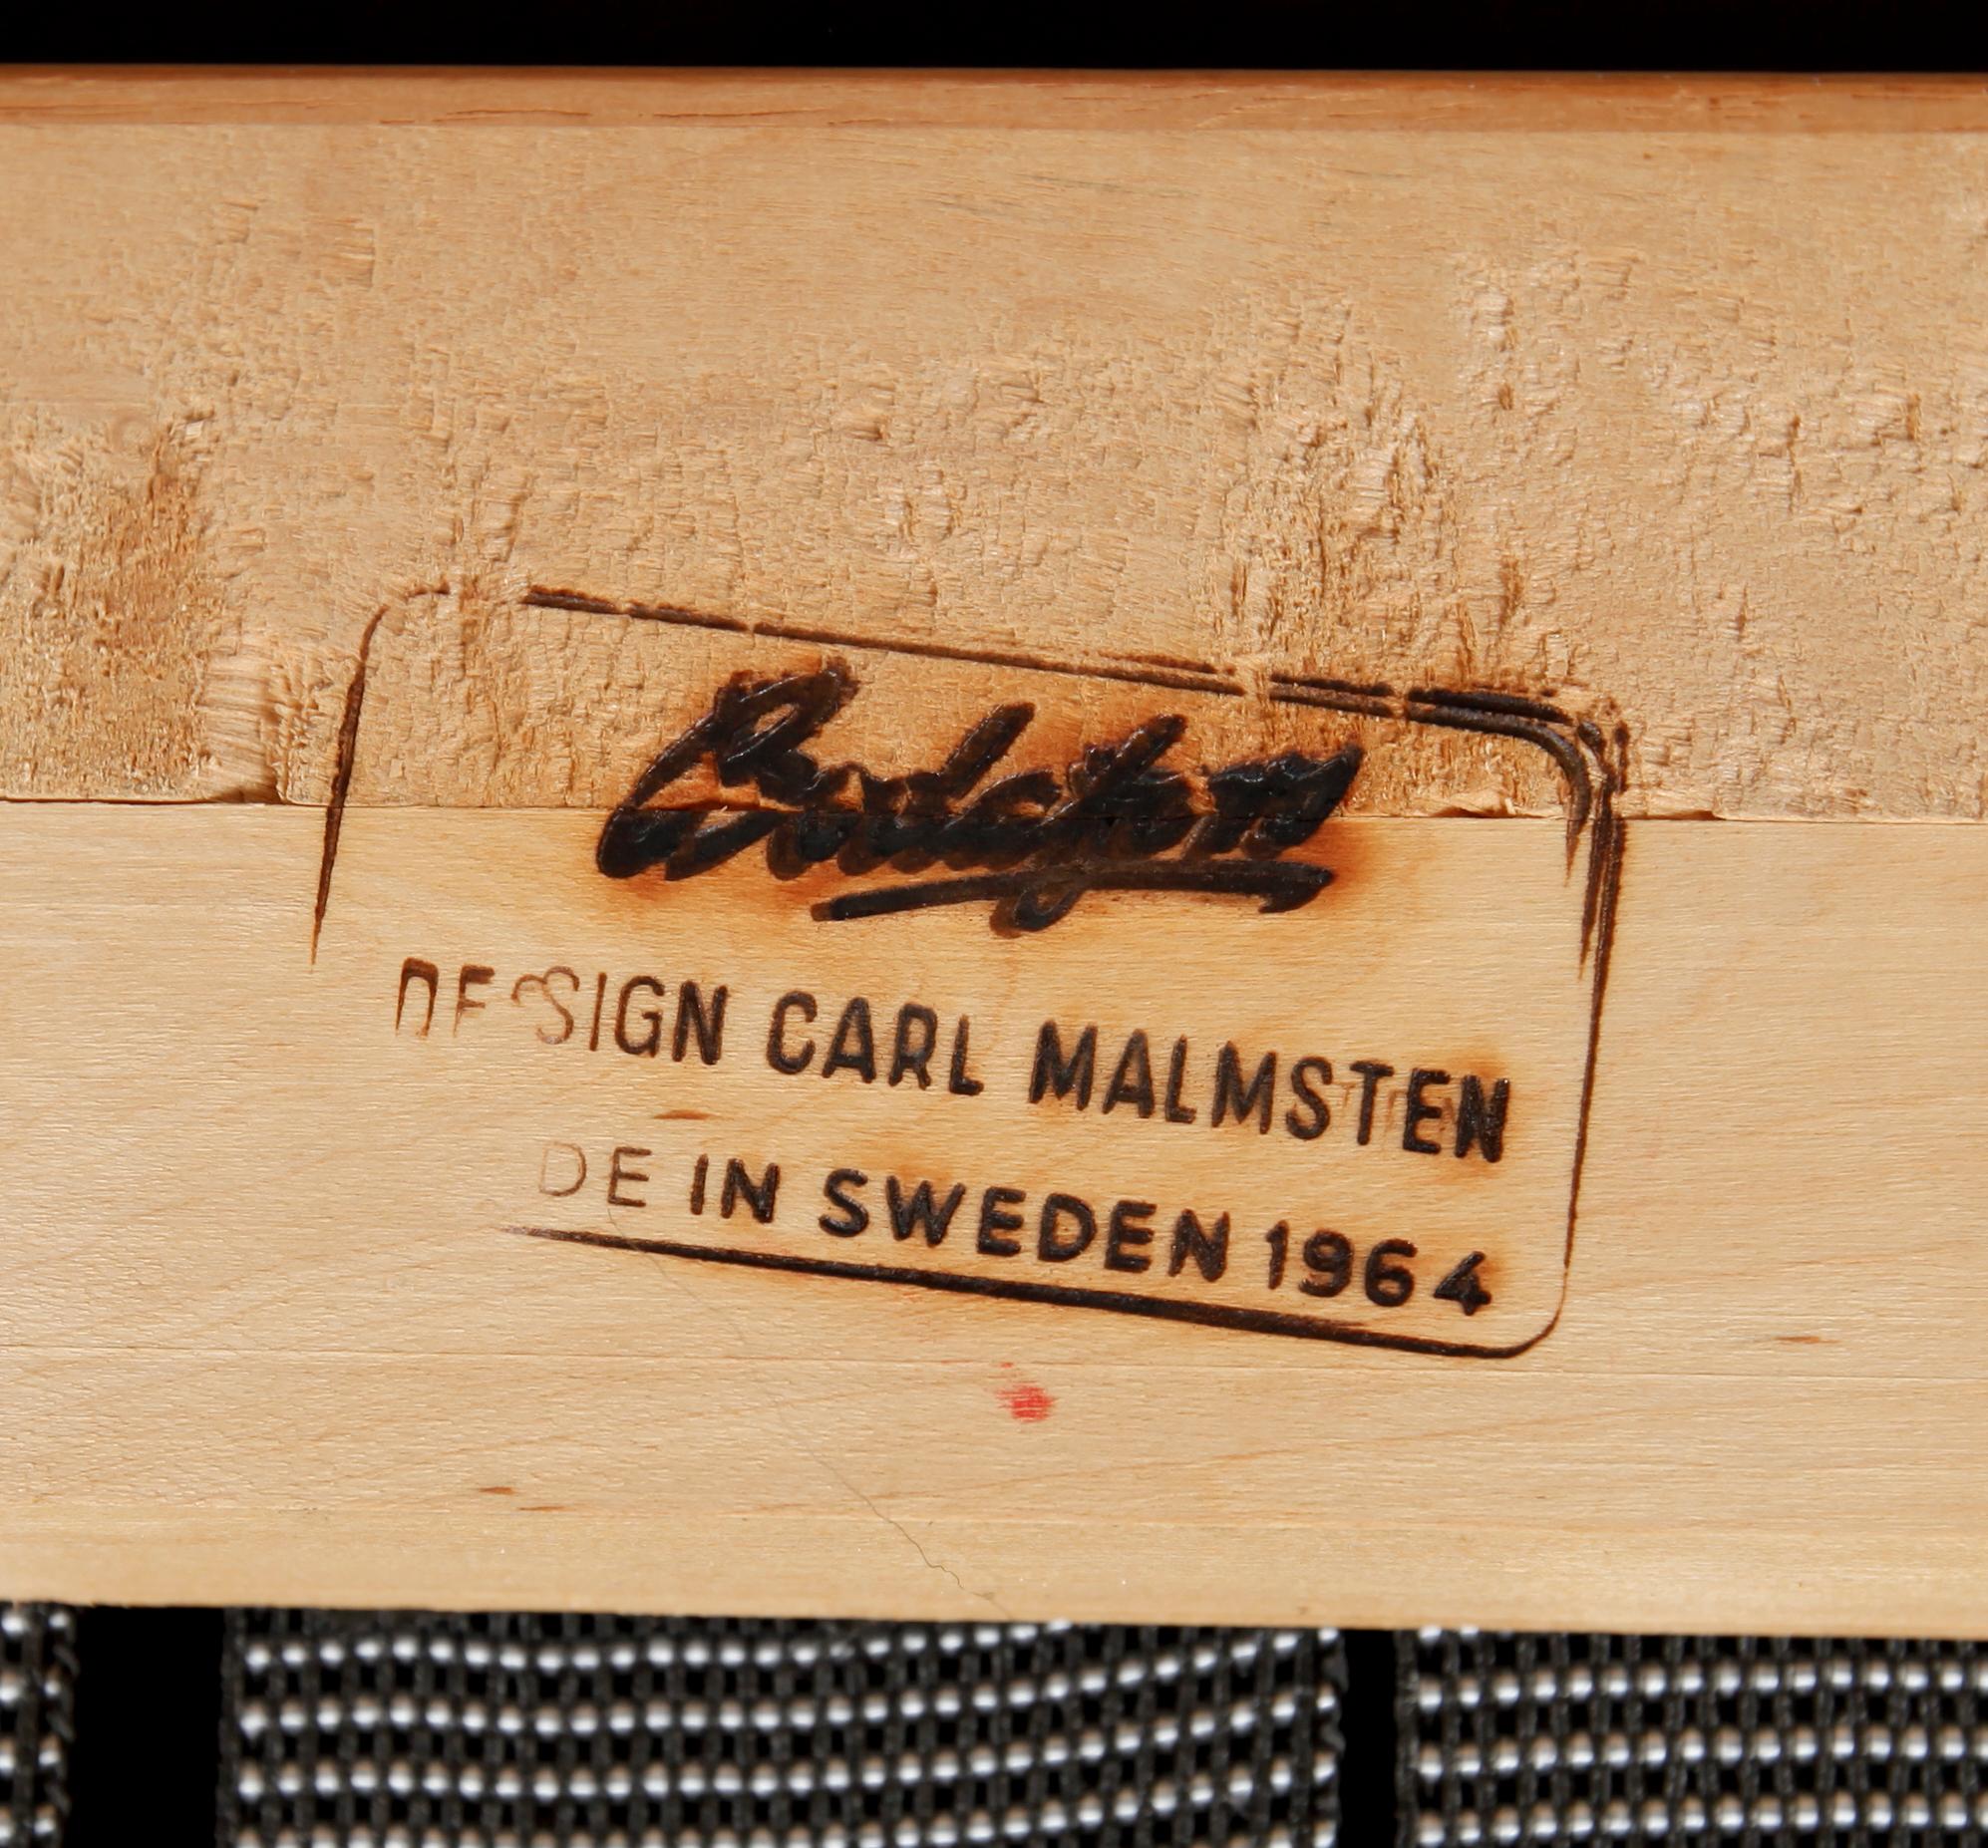 DESIGN CARL MALMSTEN
DE IN SWEDEN 1964